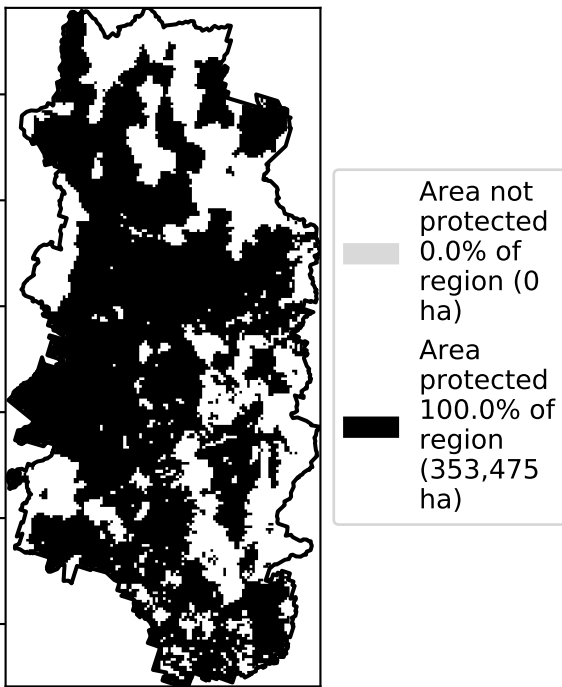 Area not
protected
0.0% of
region (0
ha)
Area
protected
100.0% of
region
(353,475
ha)